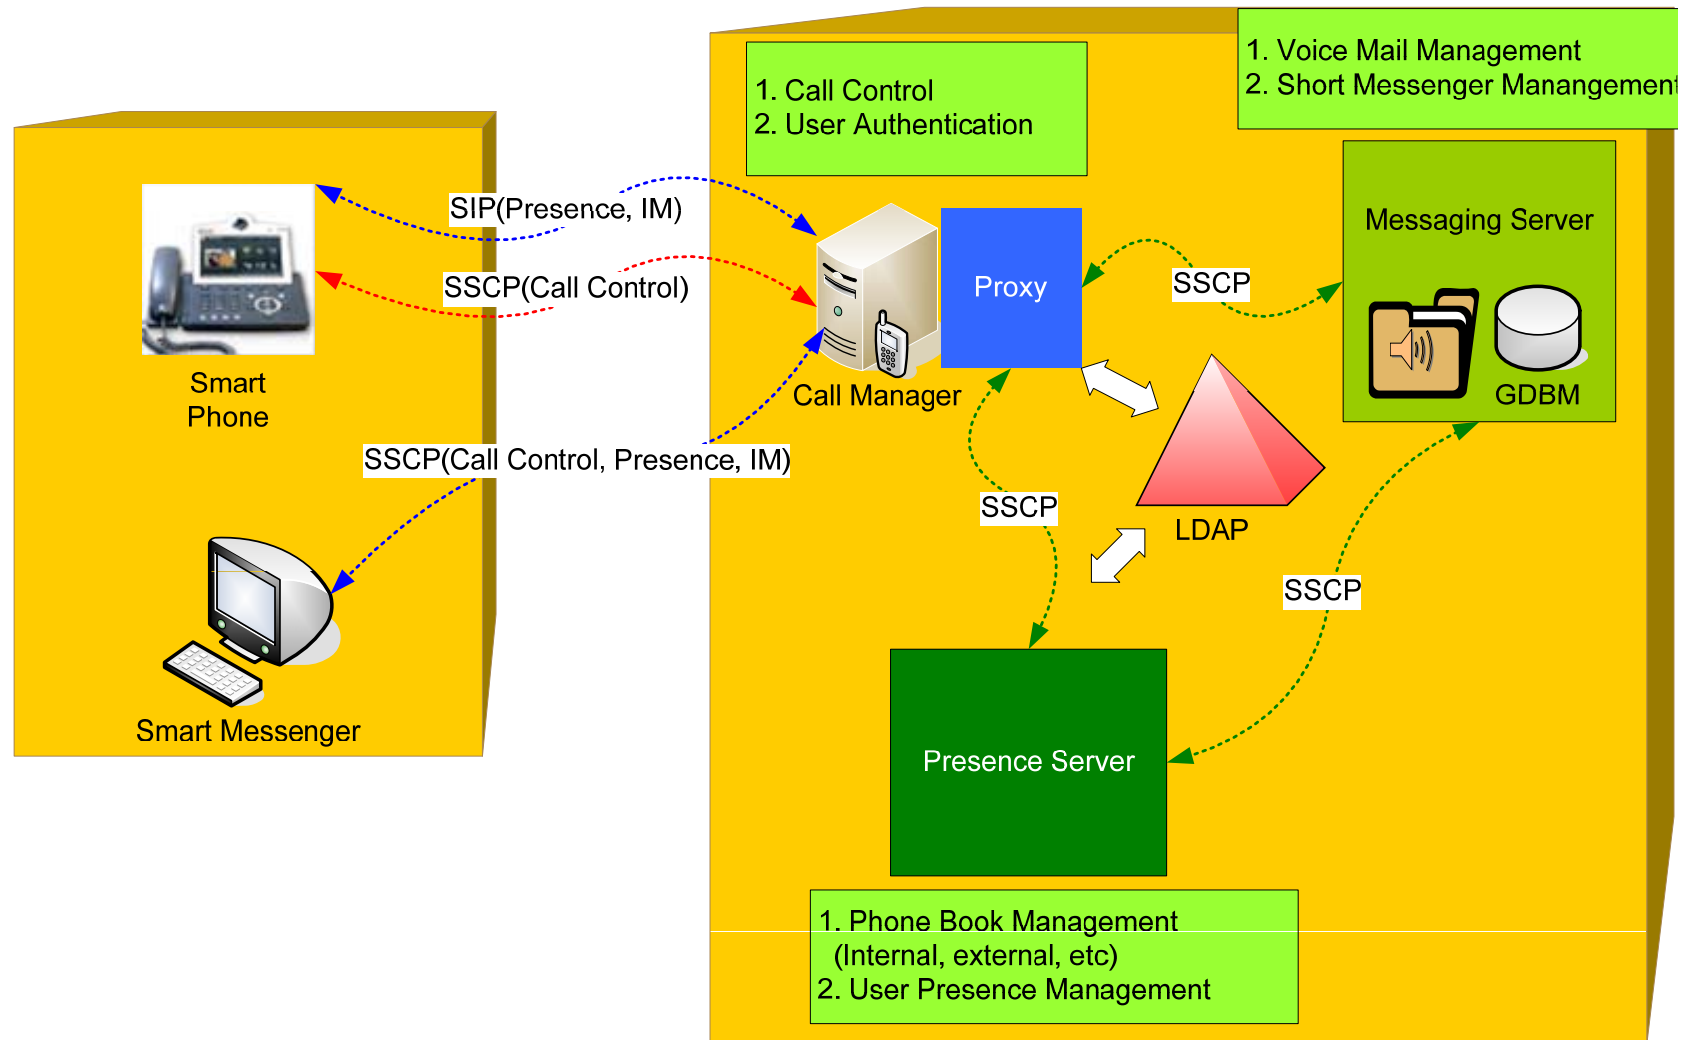 1. Voice Mail Management
2. Short Messenger Manangement
1. Call Control
2. User Authentication
SIP(Presence, IM)
SSCP(Call Control)
Smart
Phone
SSCP(Call Control, Presence, IM)
Smart Messenger
Call Manager
Proxy
SSCP
Messaging Server
GDBM
LDAP
SSCP
SSCP
Presence Server
1. Phone Book Management
(Internal, external, etc)
2. User Presence Management